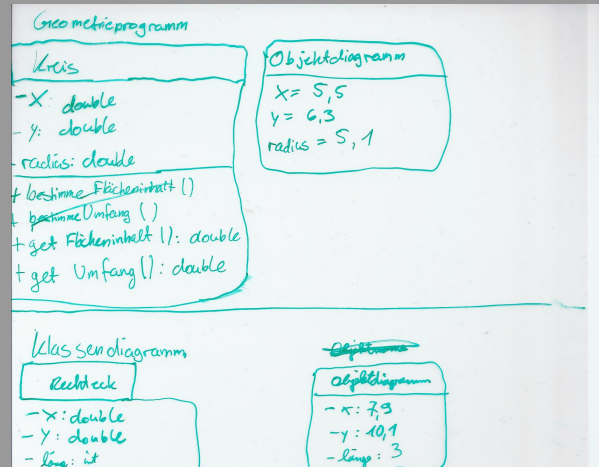 Geometrieprogramm
Kreis
- X: double
- y: double
- radius: double
+ bestimme Flächeninhalt ()
+ bestimme Umfang ()
+ get Flächeninhalt (): double
+ get Umfang (): double
Objektdiagramm
X = 5,5
y = 6,3
radius = 5,1
Klassendiagramm
Rechteck
- X: double
- Y: double
- länge: int
Objektname
Objektdiagramm
- x: 7,9
- y: 10,1
- länge: 3